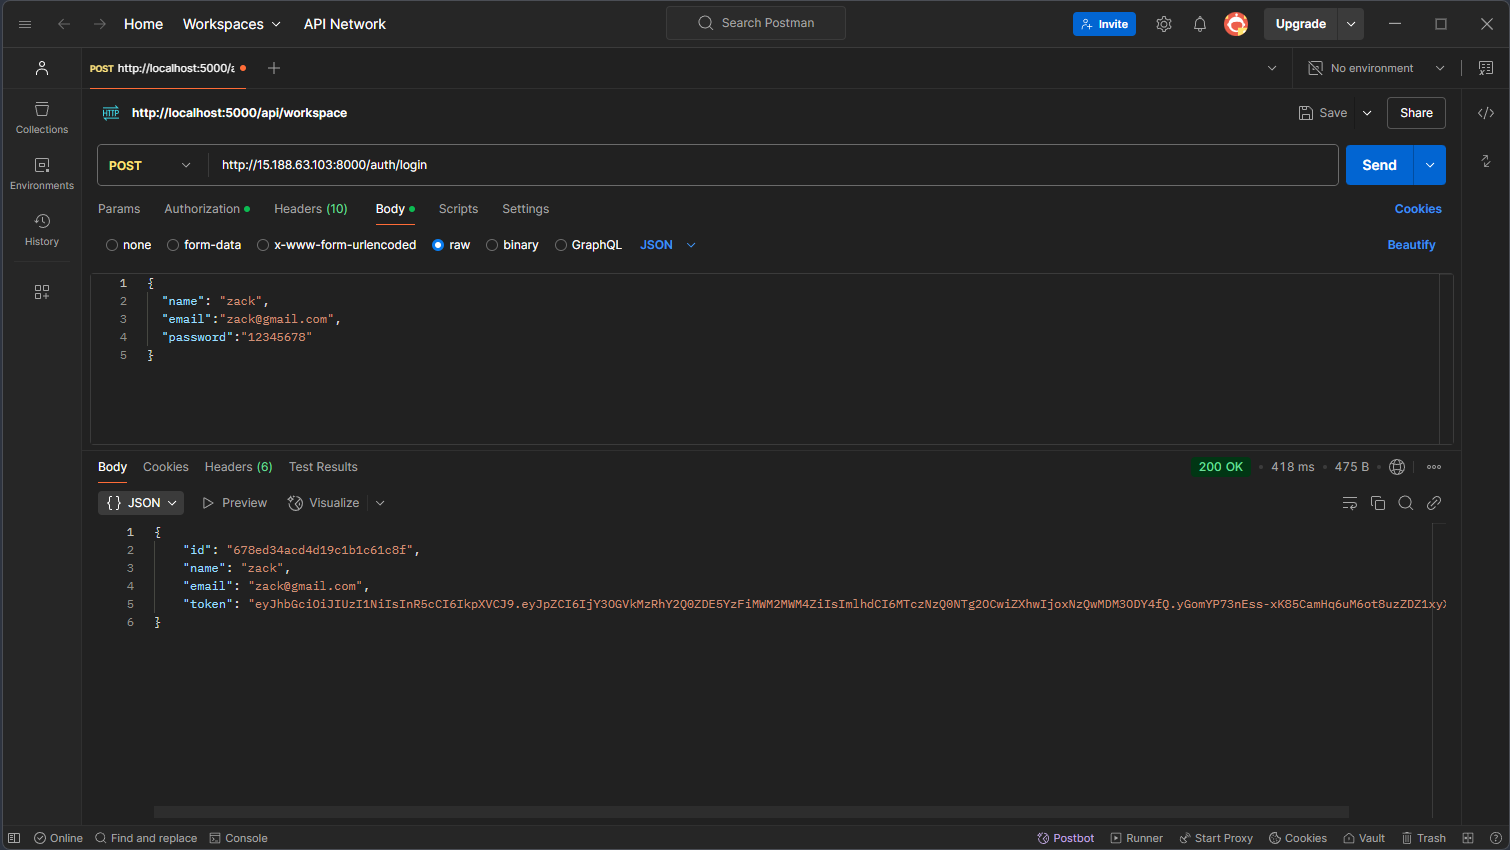 Home Workspaces API Network Search Postman Invite Upgrade
POST http://localhost:5000/a No environment
http://localhost:5000/api/workspace Save Share
Collections
POST http://15.188.63.103:8000/auth/login Send
Environments
Params Authorization Headers (10) Body Scripts Settings Cookies
History
none form-data x-www-form-urlencoded raw binary GraphQL JSON Beautify
1 {
2 "name": "zack",
3 "email":"zack@gmail.com",
4 "password":"12345678"
5 }
Body Cookies Headers (6) Test Results 200 OK • 418 ms • 475 B
{} JSON Preview Visualize
1 {
2 "id": "678ed34acd4d19c1b1c61c8f",
3 "name": "zack",
4 "email": "zack@gmail.com",
5 "token": "eyJhbGciOiJIUzI1NiIsInR5cCI6IkpXVCJ9.eyJpZCI6IjY3OGVkMzRhY2Q0ZDE5YzFiMWM2MWM4ZiIsImlhdCI6MTczNzQ0NTg2OCwiZXhwIjoxNzQwMDM3ODY4fQ.yGomYP73nEss-xK85CamHq6uM6ot8uzZDZ1xy
6 }
Online Find and replace Console Postbot Runner Start Proxy Cookies Vault Trash